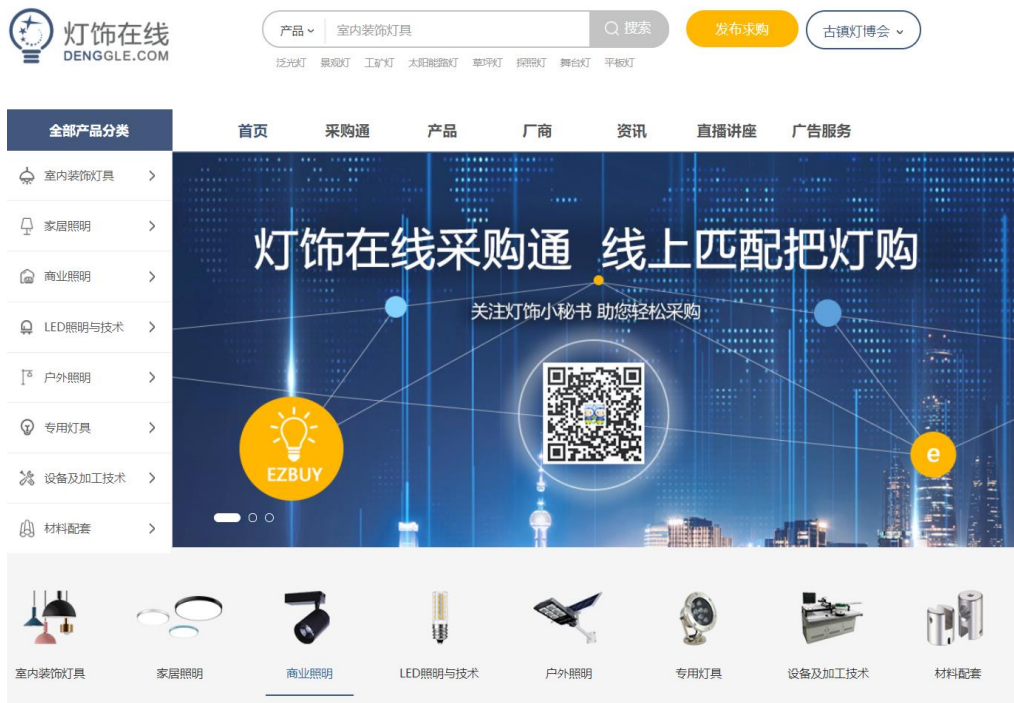 灯饰在线
DENGGLE.COM
产品 室内装饰灯具 搜索 发布求购 古镇灯博会
泛光灯 景观灯 工矿灯 太阳能路灯 草坪灯 探照灯 舞台灯 平板灯
全部产品分类 首页 采购通 产品 厂商 资讯 直播讲座 广告服务
室内装饰灯具
家居照明
商业照明
LED照明与技术
户外照明
专用灯具
设备及加工技术
材料配套
灯饰在线采购通 线上匹配把灯购
关注灯饰小秘书 助您轻松采购
EZBUY
e
室内装饰灯具 家居照明 商业照明 LED照明与技术 户外照明 专用灯具 设备及加工技术 材料配套